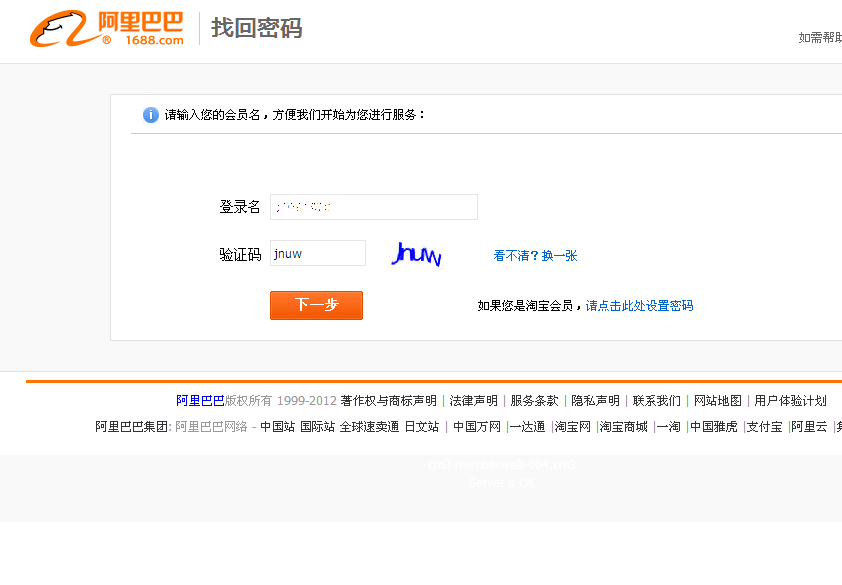 阿里巴巴
® 1688.com
找回密码
如需帮助
请输入您的会员名，方便我们开始为您进行服务：
登录名
验证码 jnuw jnuw 看不清？换一张
下一步 如果您是淘宝会员，请点击此处设置密码
阿里巴巴版权所有 1999-2012 著作权与商标声明 | 法律声明 | 服务条款 | 隐私声明 | 联系我们 | 网站地图 | 用户体验计划
阿里巴巴集团: 阿里巴巴网络 - 中国站 国际站 全球速卖通 日文站 | 中国万网 |一达通 |淘宝网 |淘宝商城 |一淘 |中国雅虎 |支付宝 |阿里云 |
Server is OK